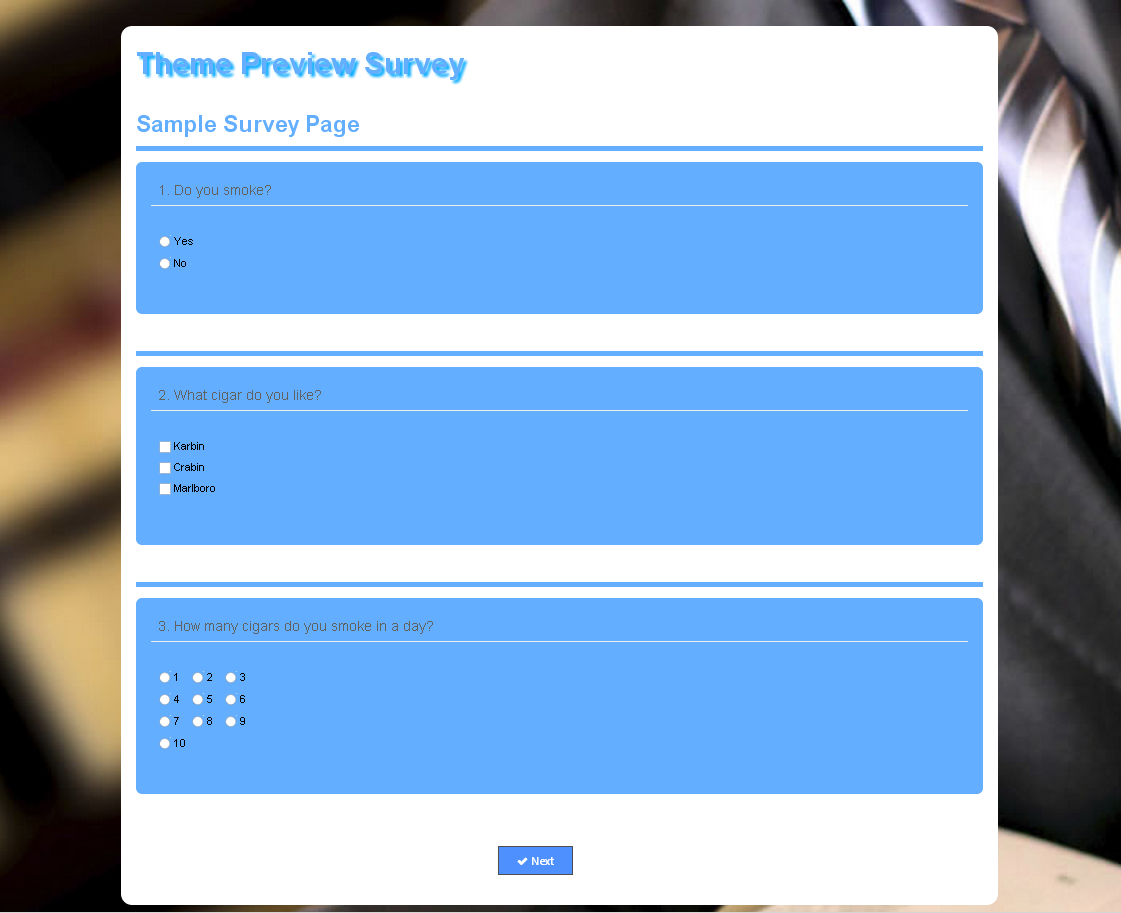 Theme Preview Survey
Sample Survey Page
1. Do you smoke?
Yes
No
2. What cigar do you like?
Karbin
Crabin
Marlboro
3. How many cigars do you smoke in a day?
1 2 3
4 5 6
7 8 9
10
Next